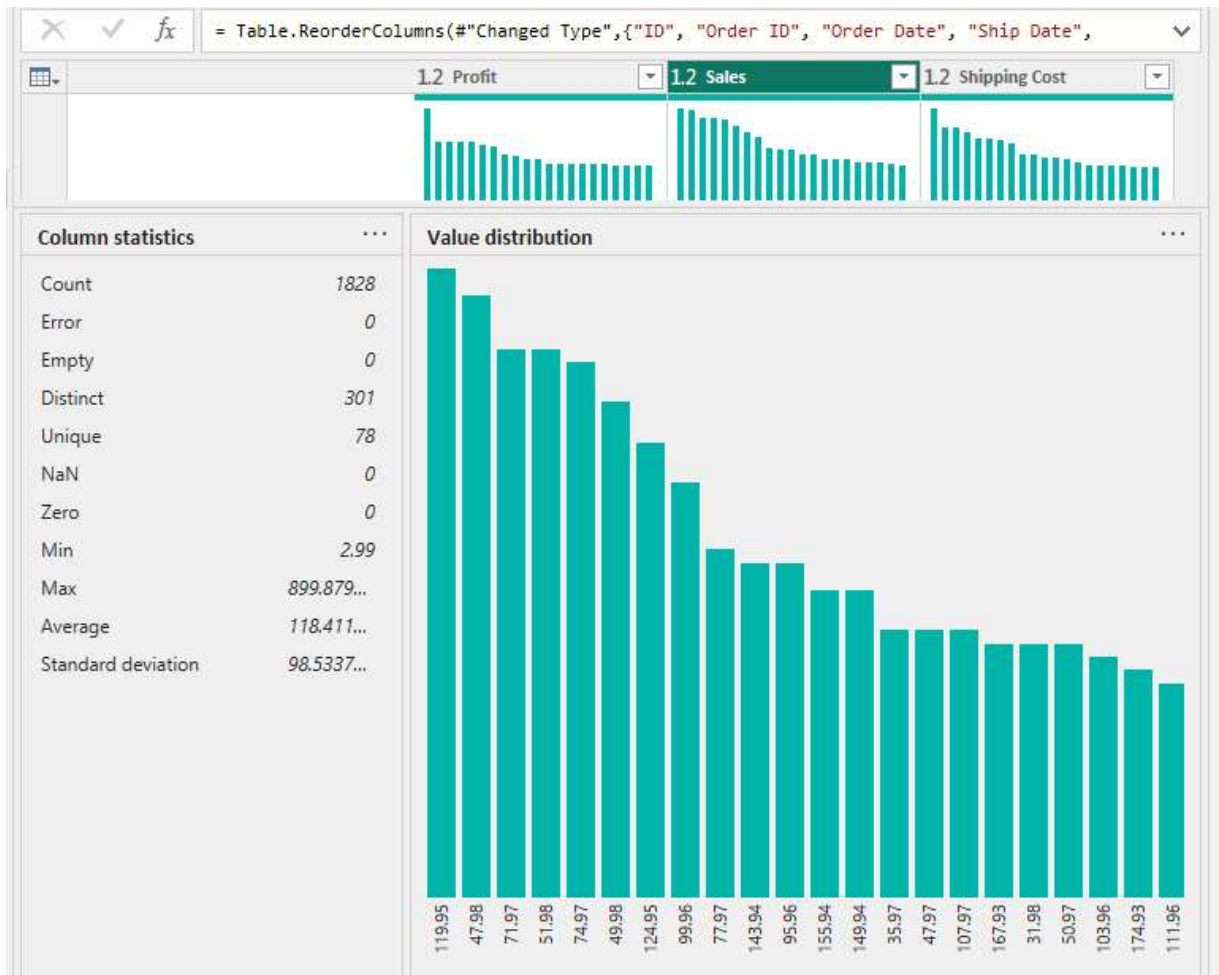 fx = Table.ReorderColumns(#"Changed Type",{"ID", "Order ID", "Order Date", "Ship Date",
1.2 Profit 1.2 Sales 1.2 Shipping Cost
Column statistics ...
Count 1828
Error 0
Empty 0
Distinct 301
Unique 78
NaN 0
Zero 0
Min 2.99
Max 899.879...
Average 118.411...
Standard deviation 98.5337...
Value distribution ...
119.95
47.98
71.97
51.98
74.97
49.98
124.95
99.96
77.97
143.94
95.96
155.94
149.94
35.97
47.97
107.97
167.93
31.98
50.97
103.96
174.93
111.96